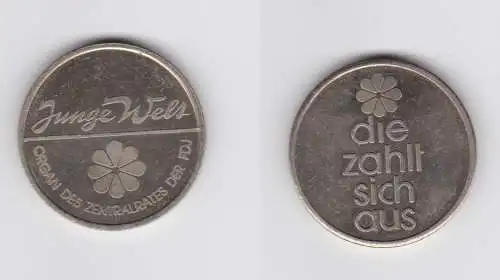 Junge Welt
ORGAN DES ZENTRALRATES DER FDJ
die
zahlt
sich
aus